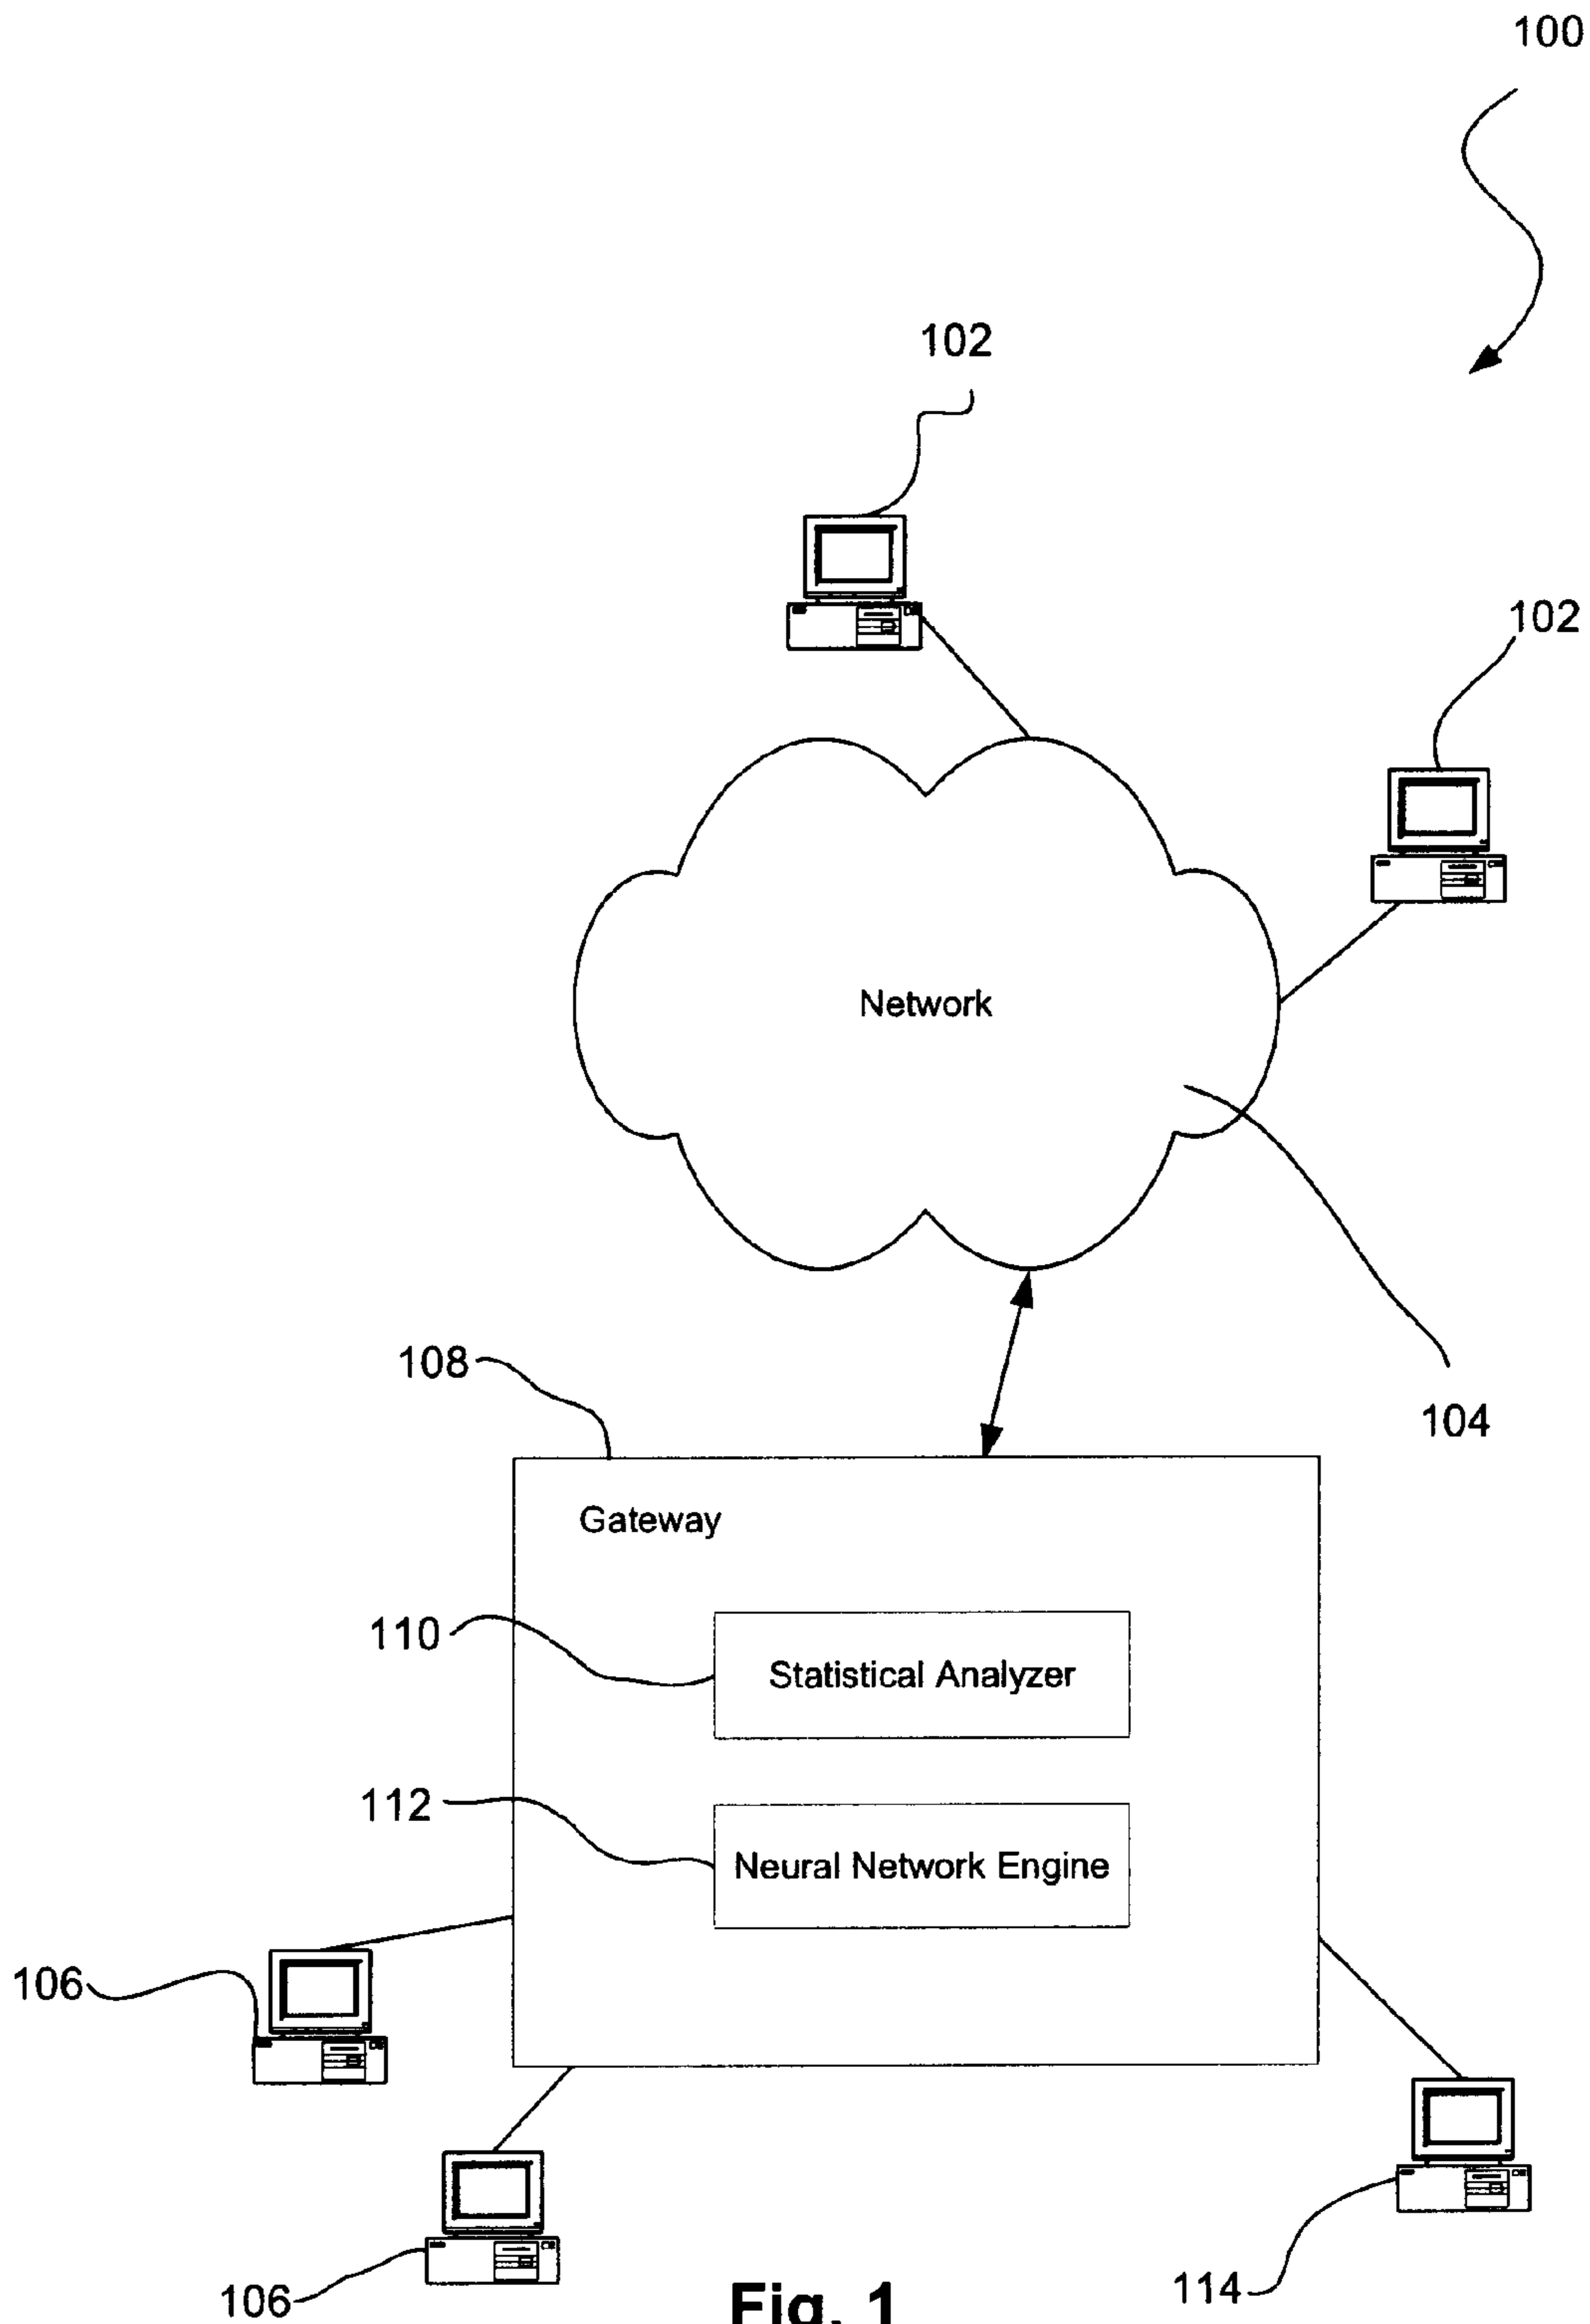 100
102
102
Network
108
104
Gateway
110
Statistical Analyzer
112
Neural Network Engine
106
106
114
Fig. 1